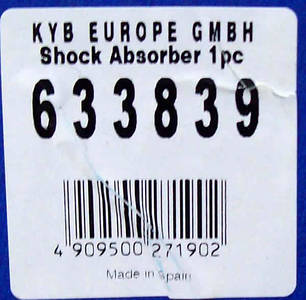 KYB EUROPE GMBH
Shock Absorber 1pc
633839
4 909500 271902
Made in Spain